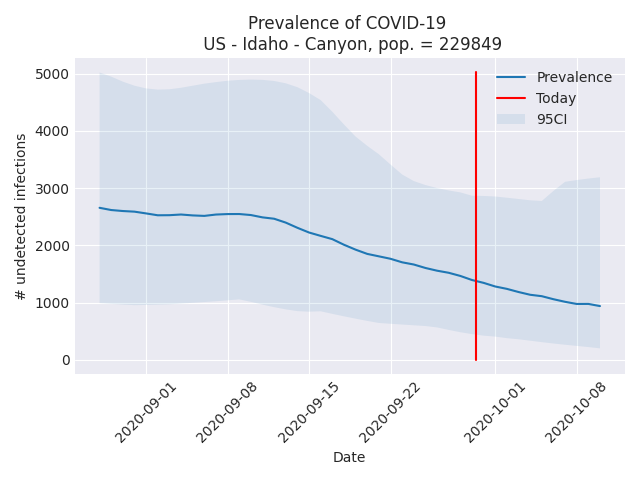 Prevalence of COVID-19
US - Idaho - Canyon, pop. = 229849
5000
4000
3000
2000
1000
0
# undetected infections
Prevalence
Today
95CI
2020-09-01
2020-09-08
2020-09-15
2020-09-22
2020-10-01
2020-10-08
Date